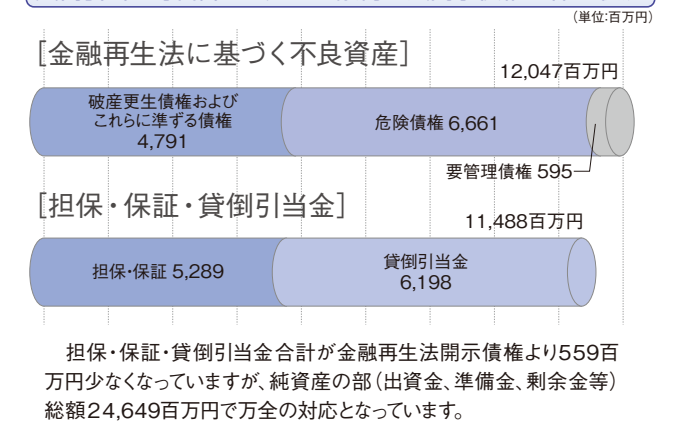 (単位:百万円)
[金融再生法に基づく不良資産]
12,047百万円
破産更生債権および
これらに準ずる債権
4,791
危険債権 6,661
要管理債権 595
[担保・保証・貸倒引当金]
11,488百万円
担保・保証 5,289
貸倒引当金
6,198
担保・保証・貸倒引当金合計が金融再生法開示債権より559百
万円少なくなっていますが、純資産の部(出資金、準備金、剰余金等)
総額24,649百万円で万全の対応となっています。